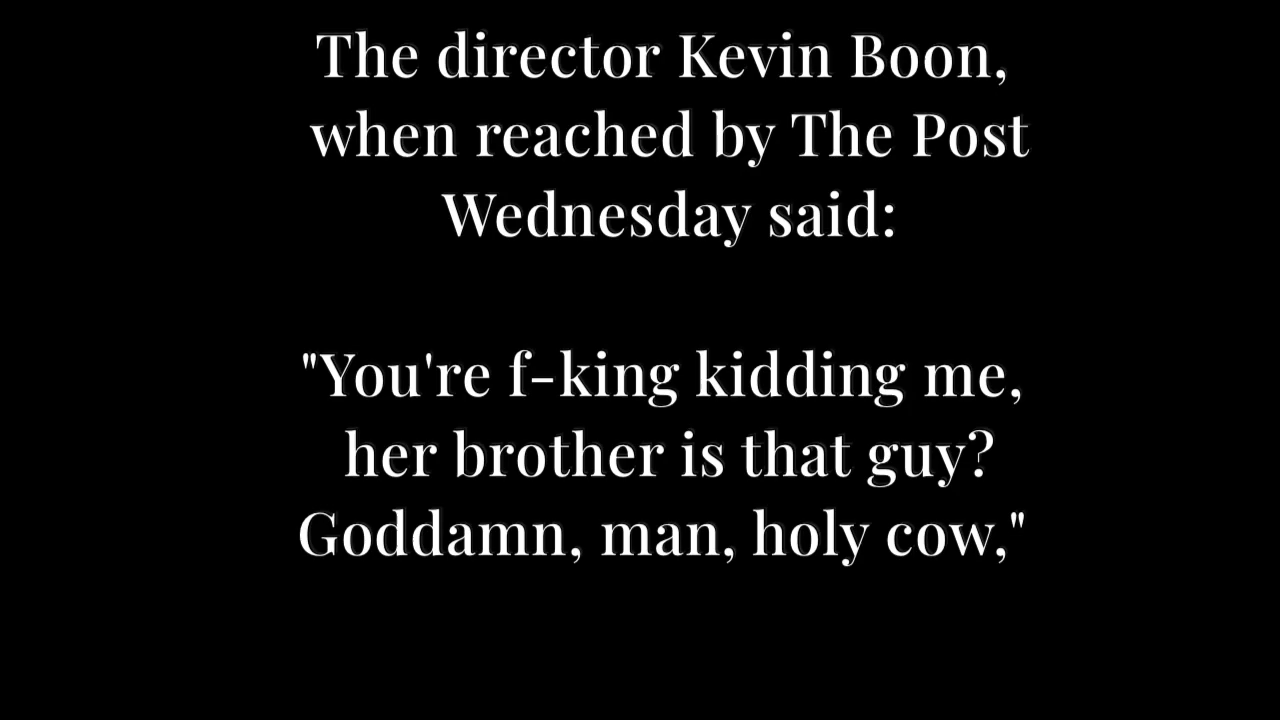 The director Kevin Boon,
when reached by The Post
Wednesday said:
"You're f-king kidding me,
her brother is that guy?
Goddamn, man, holy cow,"